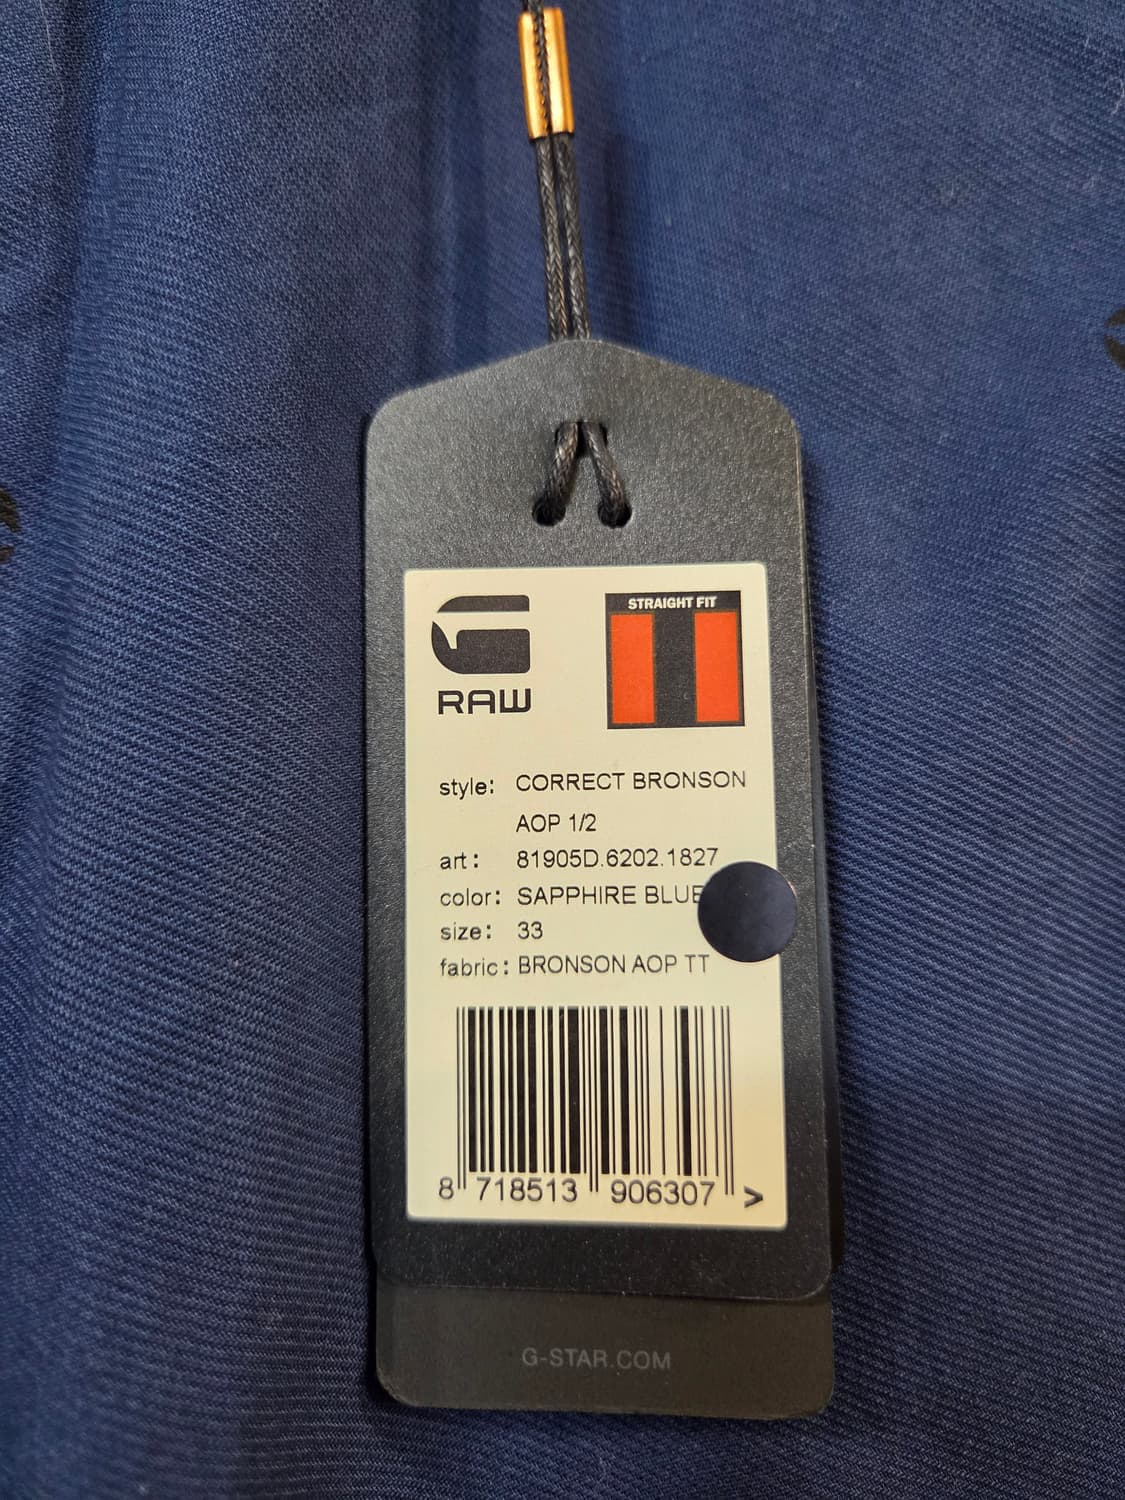 STRAIGHT FIT
RAW
style: CORRECT BRONSON
AOP 1/2
art: 81905D.6202.1827
color: SAPPHIRE BLUE
size: 33
fabric: BRONSON AOP TT
8 718513 906307 >
G-STAR.COM